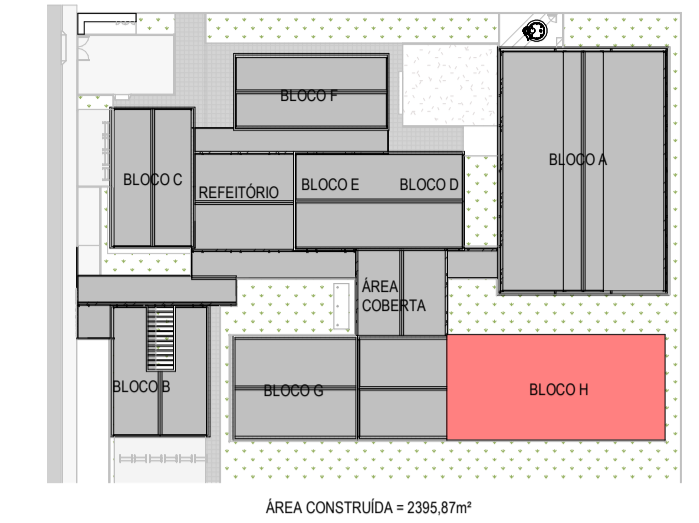 BLOCO F
BLOCO A
BLOCO C
REFEITÓRIO
BLOCO E
BLOCO D
ÁREA
COBERTA
BLOCO B
BLOCO G
BLOCO H
ÁREA CONSTRUÍDA = 2395,87m²